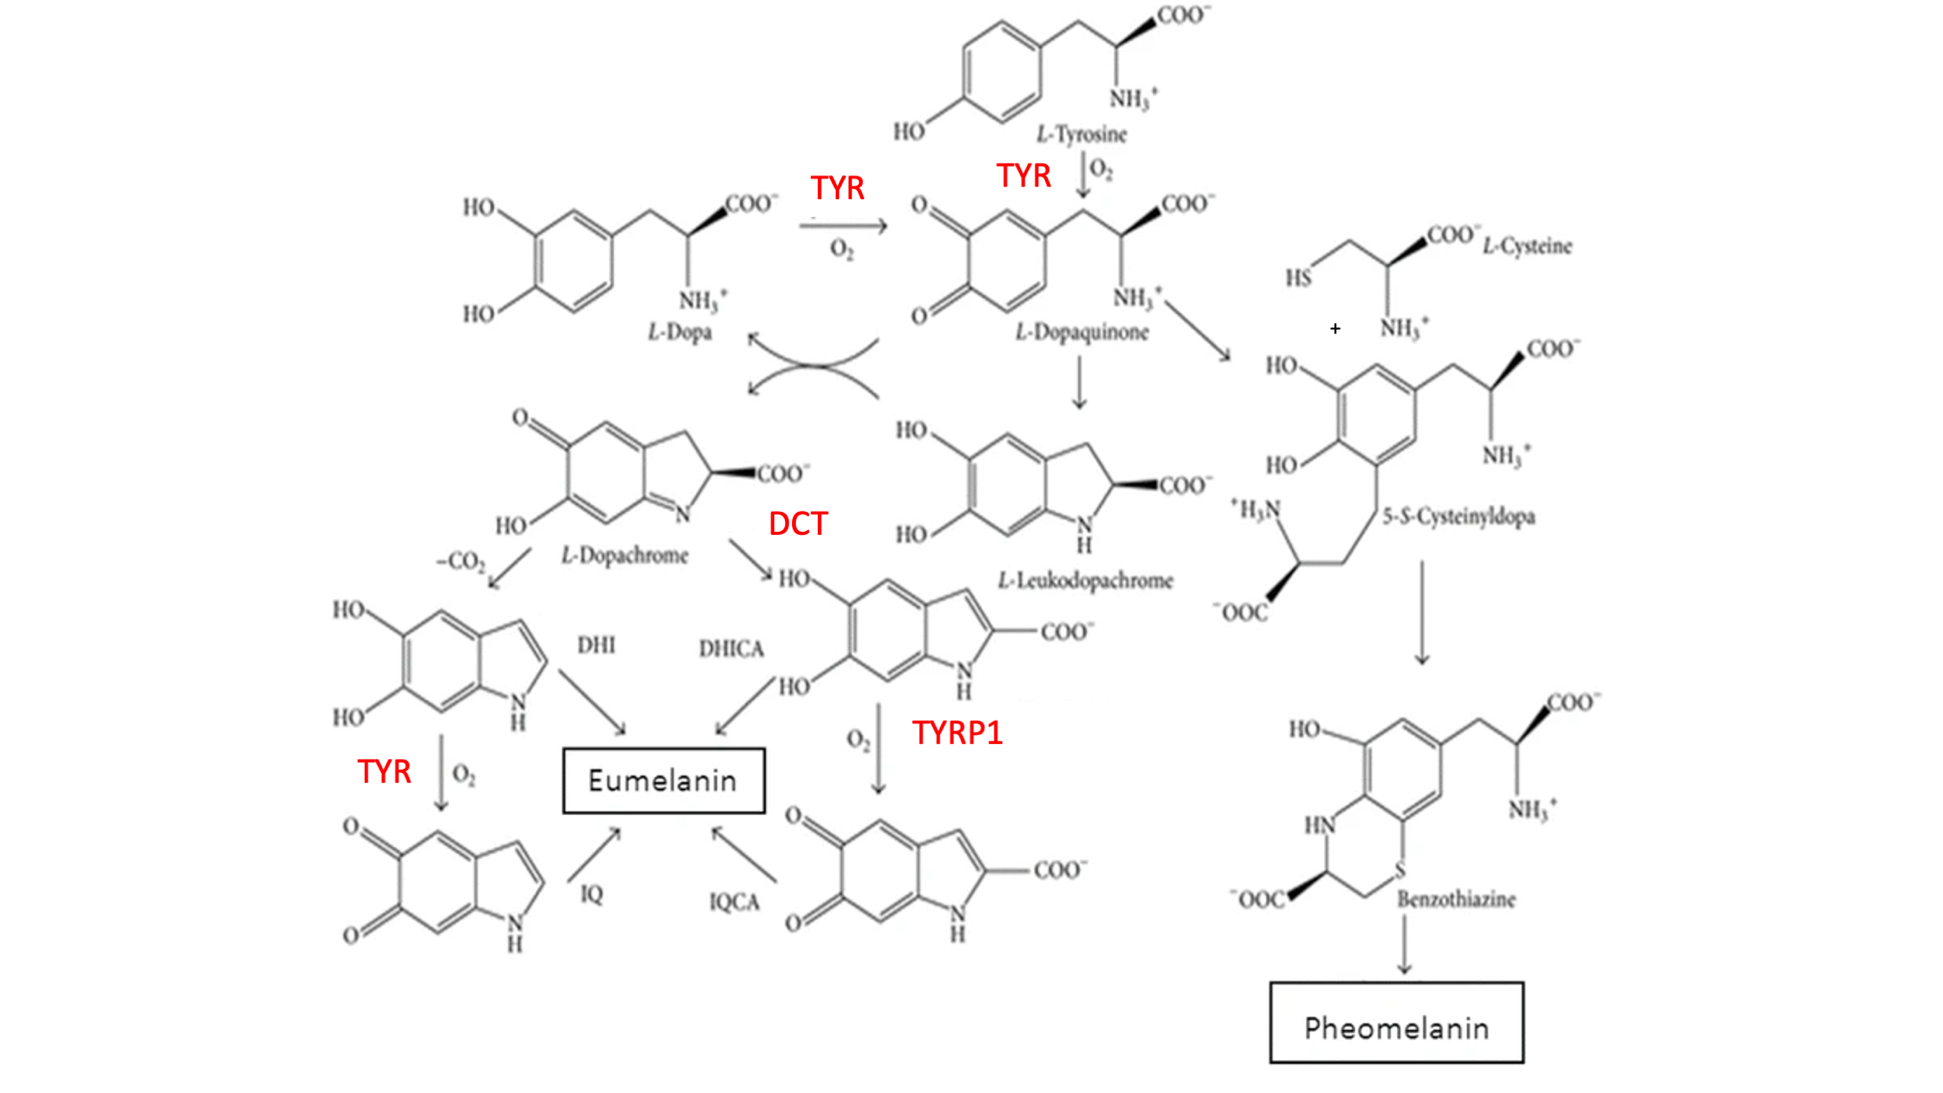 COO⁻
NH₃⁺
HO
L-Tyrosine
TYR
O₂
HO
COO⁻
HO
NH₃⁺
L-Dopa
TYR
O₂
O
COO⁻
O
NH₃⁺
L-Dopaquinone
COO⁻
L-Cysteine
HS
NH₃⁺
+
HO
COO⁻
HO
NH₃⁺
⁺H₃N
5-S-Cysteinyldopa
⁻OOC
O
COO⁻
HO
N
L-Dopachrome
HO
COO⁻
HO
N
H
L-Leukodopachrome
–CO₂
DCT
HO
HO
N
H
DHI
DHICA
HO
COO⁻
HO
N
H
TYR
O₂
Eumelanin
O₂
TYRP1
O
O
N
H
IQ
IQCA
O
COO⁻
O
N
H
HO
COO⁻
HN
NH₃⁺
S
⁻OOC
Benzothiazine
Pheomelanin